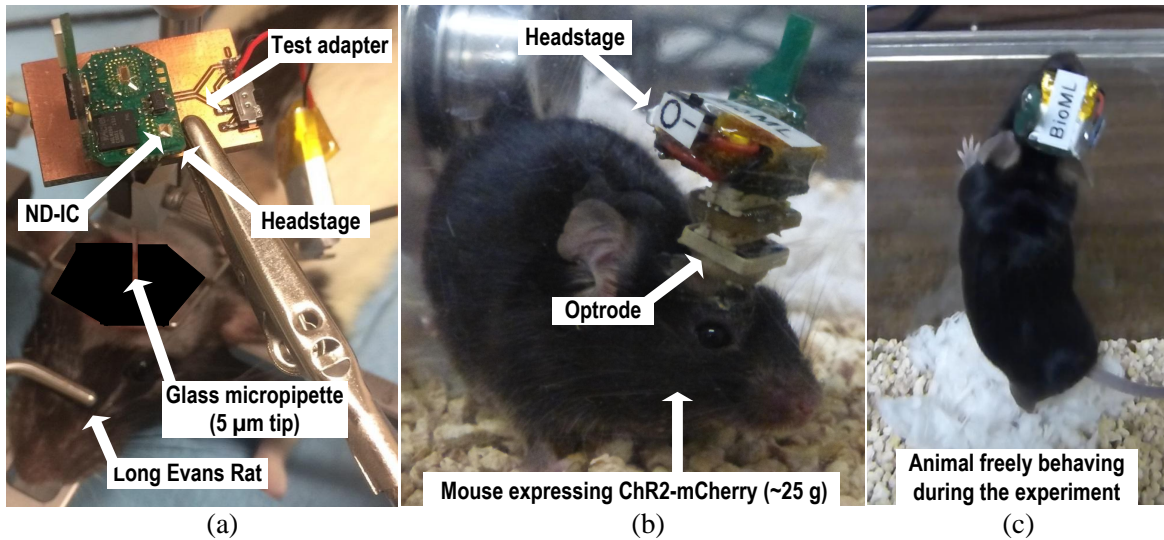 Test adapter
ND-IC
Headstage
Glass micropipette
(5 µm tip)
Long Evans Rat
(a)
Headstage
BioML
Optrode
Mouse expressing ChR2-mCherry (~25 g)
(b)
BioML
Animal freely behaving
during the experiment
(c)